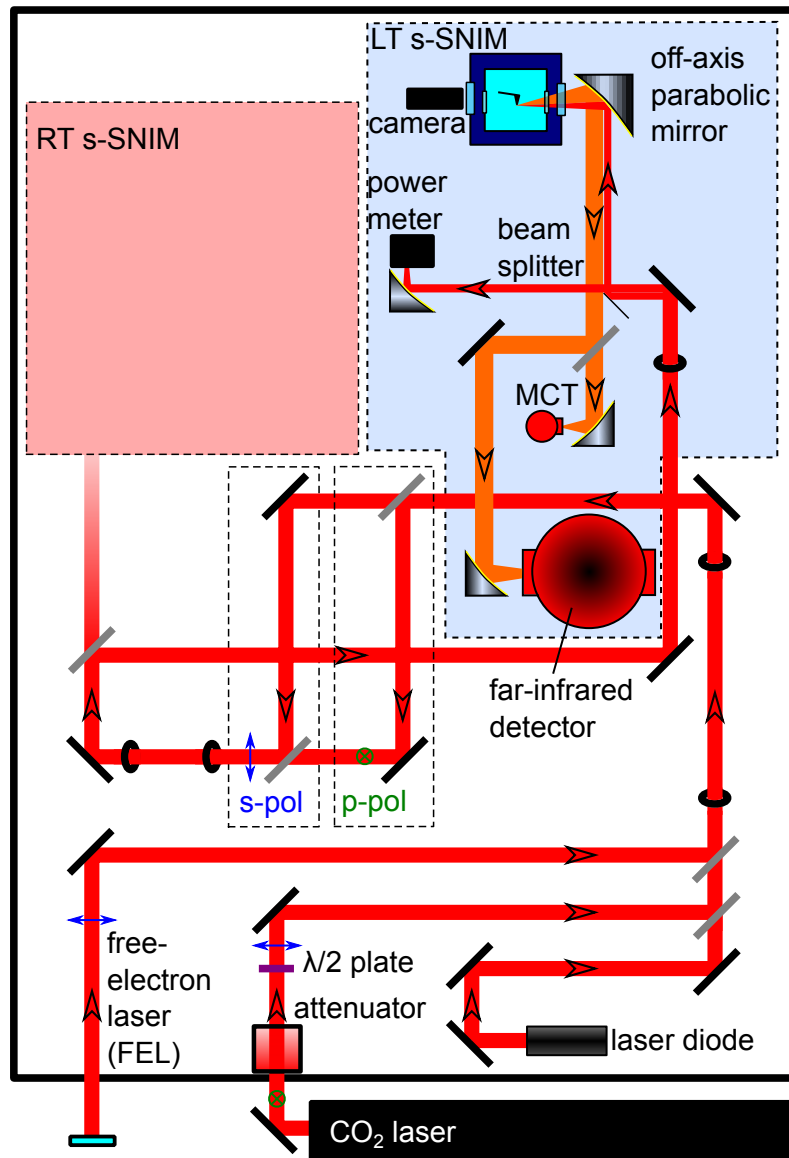 LT s-SNIM
off-axis
parabolic
mirror
camera
RT s-SNIM
power
meter
beam
splitter
MCT
far-infrared
detector
s-pol
p-pol
free-
electron
laser
(FEL)
λ/2 plate
attenuator
laser diode
CO₂ laser